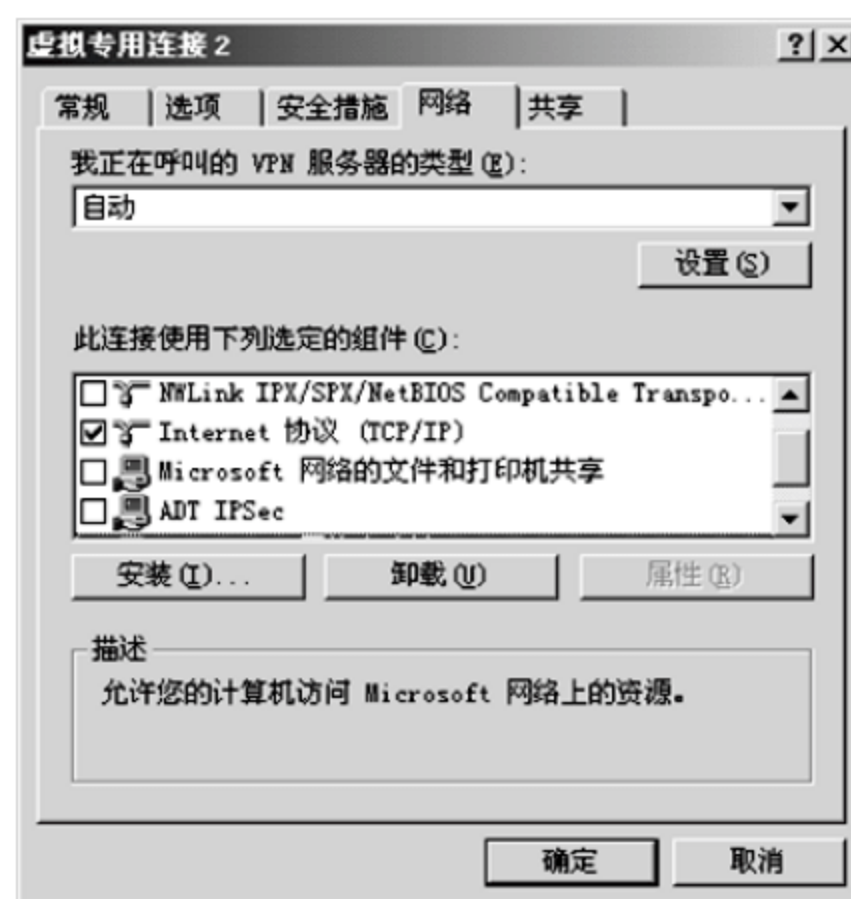 虚拟专用连接 2
常规 选项 安全措施 网络 共享
我正在呼叫的 VPN 服务器的类型(E):
自动
设置(S)
此连接使用下列选定的组件(C):
NWLink IPX/SPX/NetBIOS Compatible Transpo...
Internet 协议 (TCP/IP)
Microsoft 网络的文件和打印机共享
ADT IPSec
安装(I)... 卸载(U) 属性(R)
描述
允许您的计算机访问 Microsoft 网络上的资源。
确定 取消